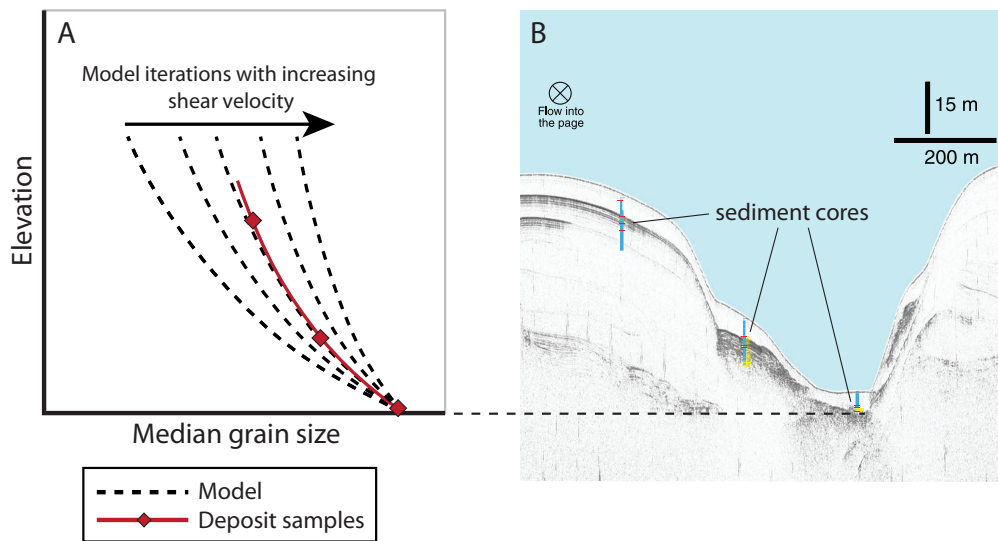 A
Model iterations with increasing
shear velocity
Elevation
Median grain size
Model
Deposit samples
B
Flow into
the page
15 m
200 m
sediment cores